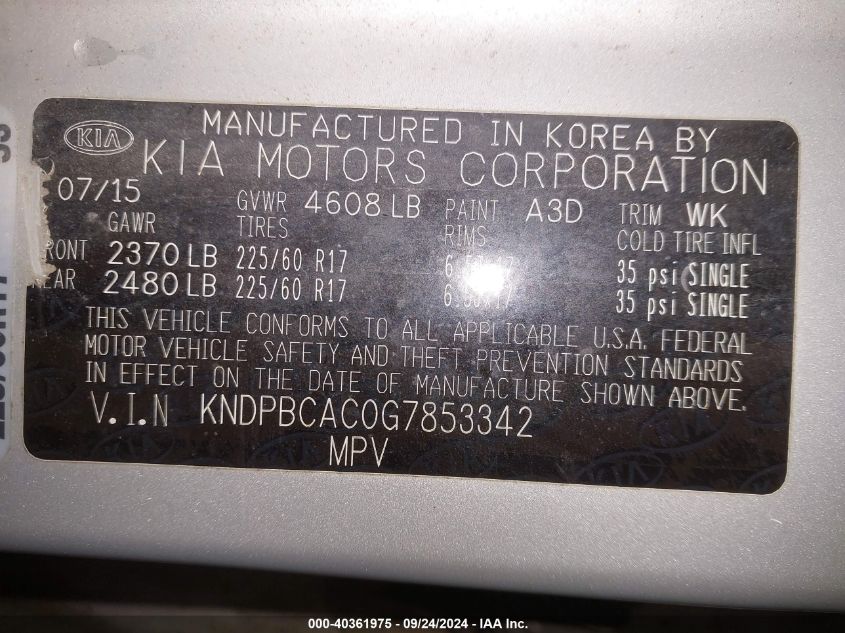 KIA
MANUFACTURED IN KOREA BY
KIA MOTORS CORPORATION
07/15 GVWR 4608 LB PAINT A3D TRIM WK
GAWR TIRES RIMS COLD TIRE INFL
2370 LB 225/60 R17 35 psi SINGLE
2480 LB 225/60 R17 35 psi SINGLE
THIS VEHICLE CONFORMS TO ALL APPLICABLE U.S.A. FEDERAL
MOTOR VEHICLE SAFETY AND THEFT PREVENTION STANDARDS
IN EFFECT ON THE DATE OF MANUFACTURE SHOWN ABOVE.
V.I.N KNDPBCAC0G7853342
MPV
000-40361975 - 09/24/2024 - IAA Inc.